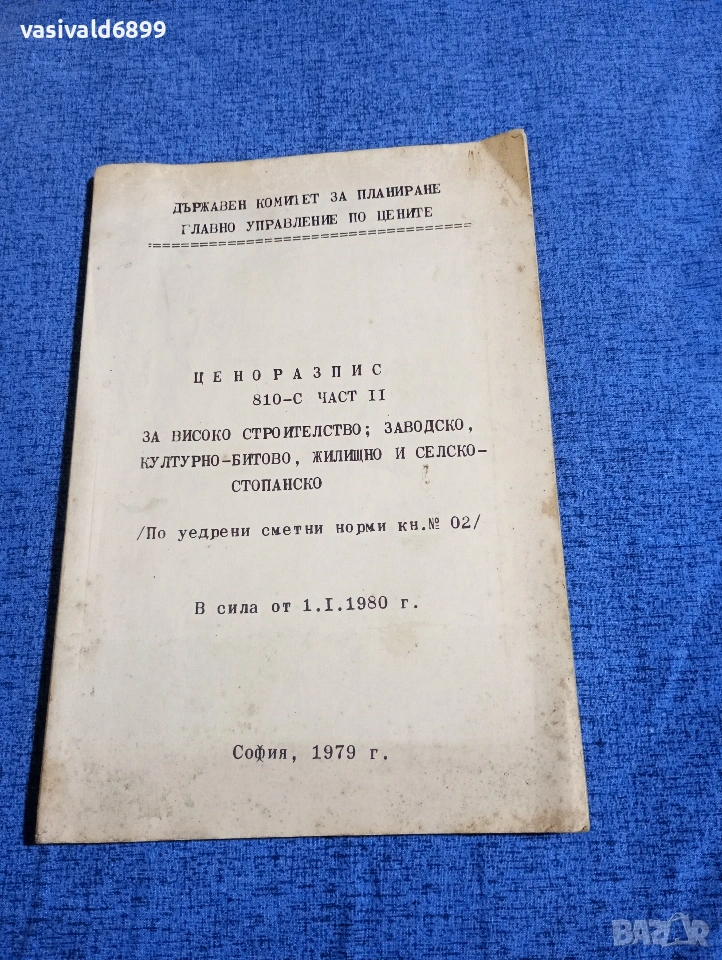 vasivald6899
ДЪРЖАВЕН КОМИТЕТ ЗА ПЛАНИРАНЕ
ГЛАВНО УПРАВЛЕНИЕ ПО ЦЕНИТЕ
Ц Е Н О Р А З П И С
810-С ЧАСТ II
ЗА ВИСОКО СТРОИТЕЛСТВО; ЗАВОДСКО,
КУЛТУРНО-БИТОВО, ЖИЛИЩНО И СЕЛСКО-
СТОПАНСКО
/По уедрени сметни норми кн.№ 02/
В сила от 1.I.1980 г.
София, 1979 г.
BAZAR